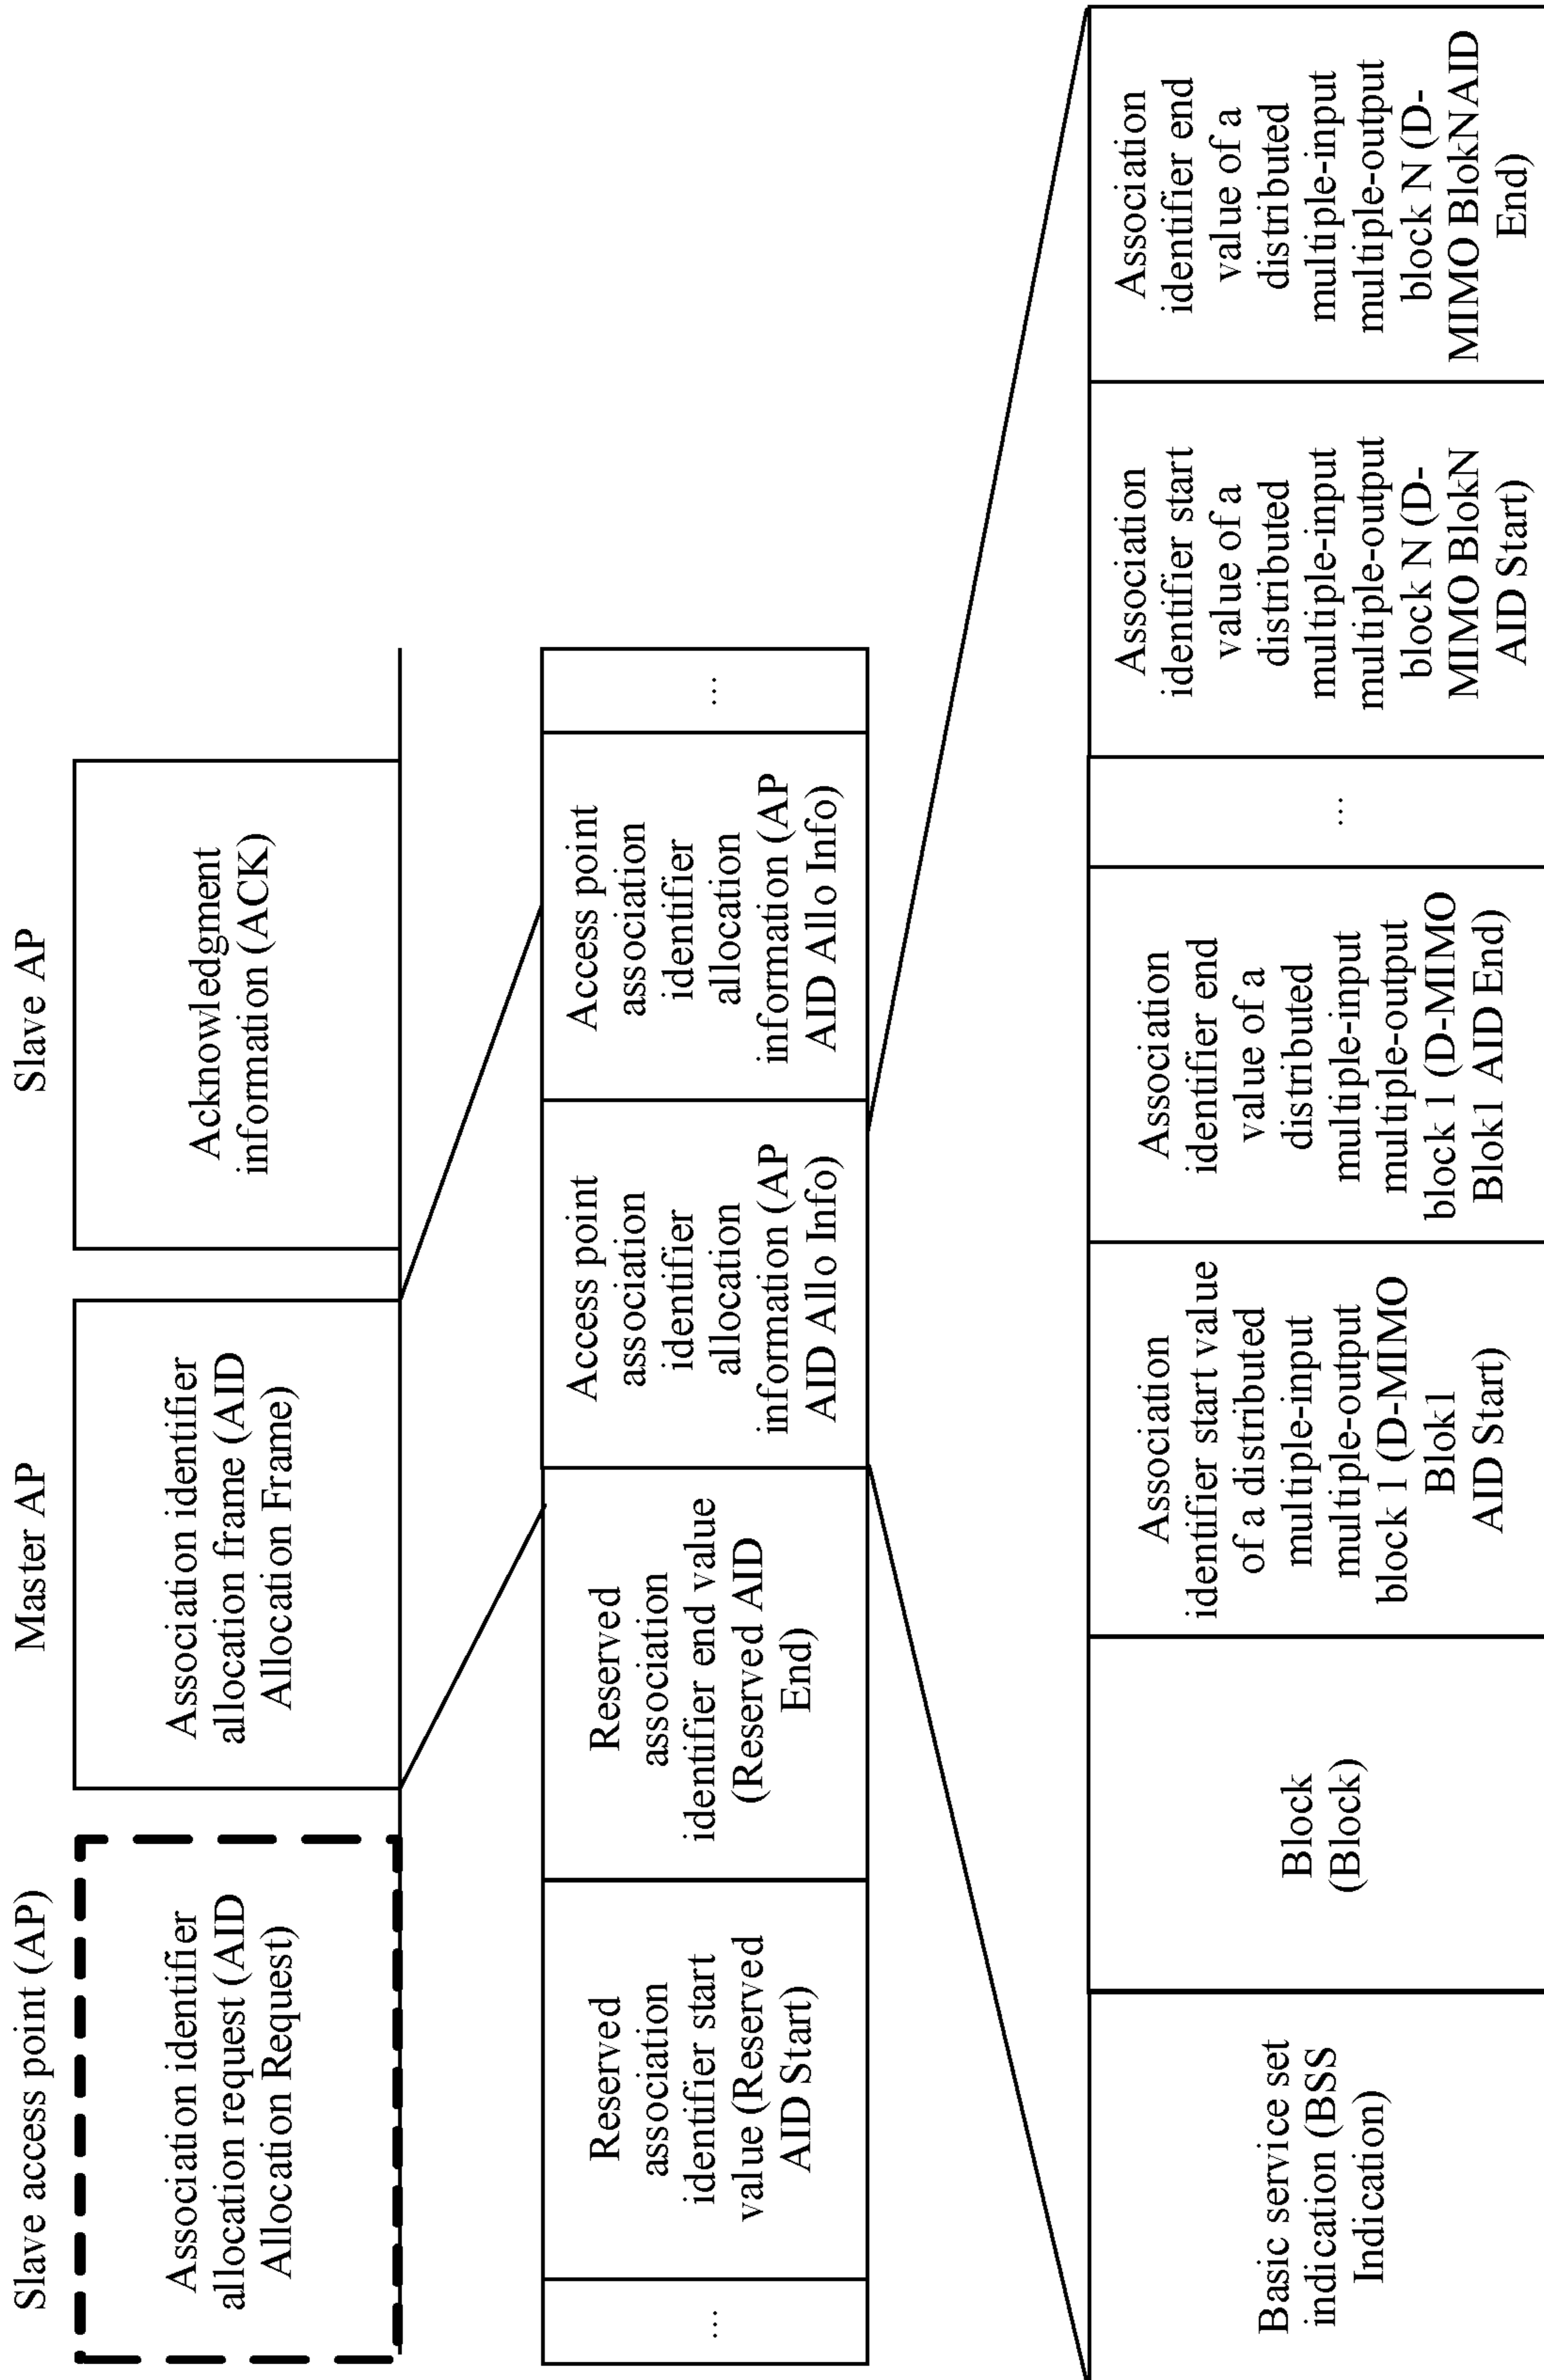 Slave access point (AP)
Master AP
Slave AP
Association identifier
allocation request (AID
Allocation Request)
Association identifier
allocation frame (AID
Allocation Frame)
Acknowledgment
information (ACK)
...
Reserved
association
identifier start
value (Reserved
AID Start)
Reserved
association
identifier end value
(Reserved AID
End)
Access point
association
identifier
allocation
information (AP
AID Allo Info)
Access point
association
identifier
allocation
information (AP
AID Allo Info)
...
Basic service set
indication (BSS
Indication)
Block
(Block)
Association
identifier start value
of a distributed
multiple-input
multiple-output
block 1 (D-MIMO
Blok1
AID Start)
Association
identifier end
value of a
distributed
multiple-input
multiple-output
block 1 (D-MIMO
Blok1 AID End)
...
Association
identifier start
value of a
distributed
multiple-input
multiple-output
block N (D-
MIMO BlokN
AID Start)
Association
identifier end
value of a
distributed
multiple-input
multiple-output
block N (D-
MIMO BlokNAID
End)